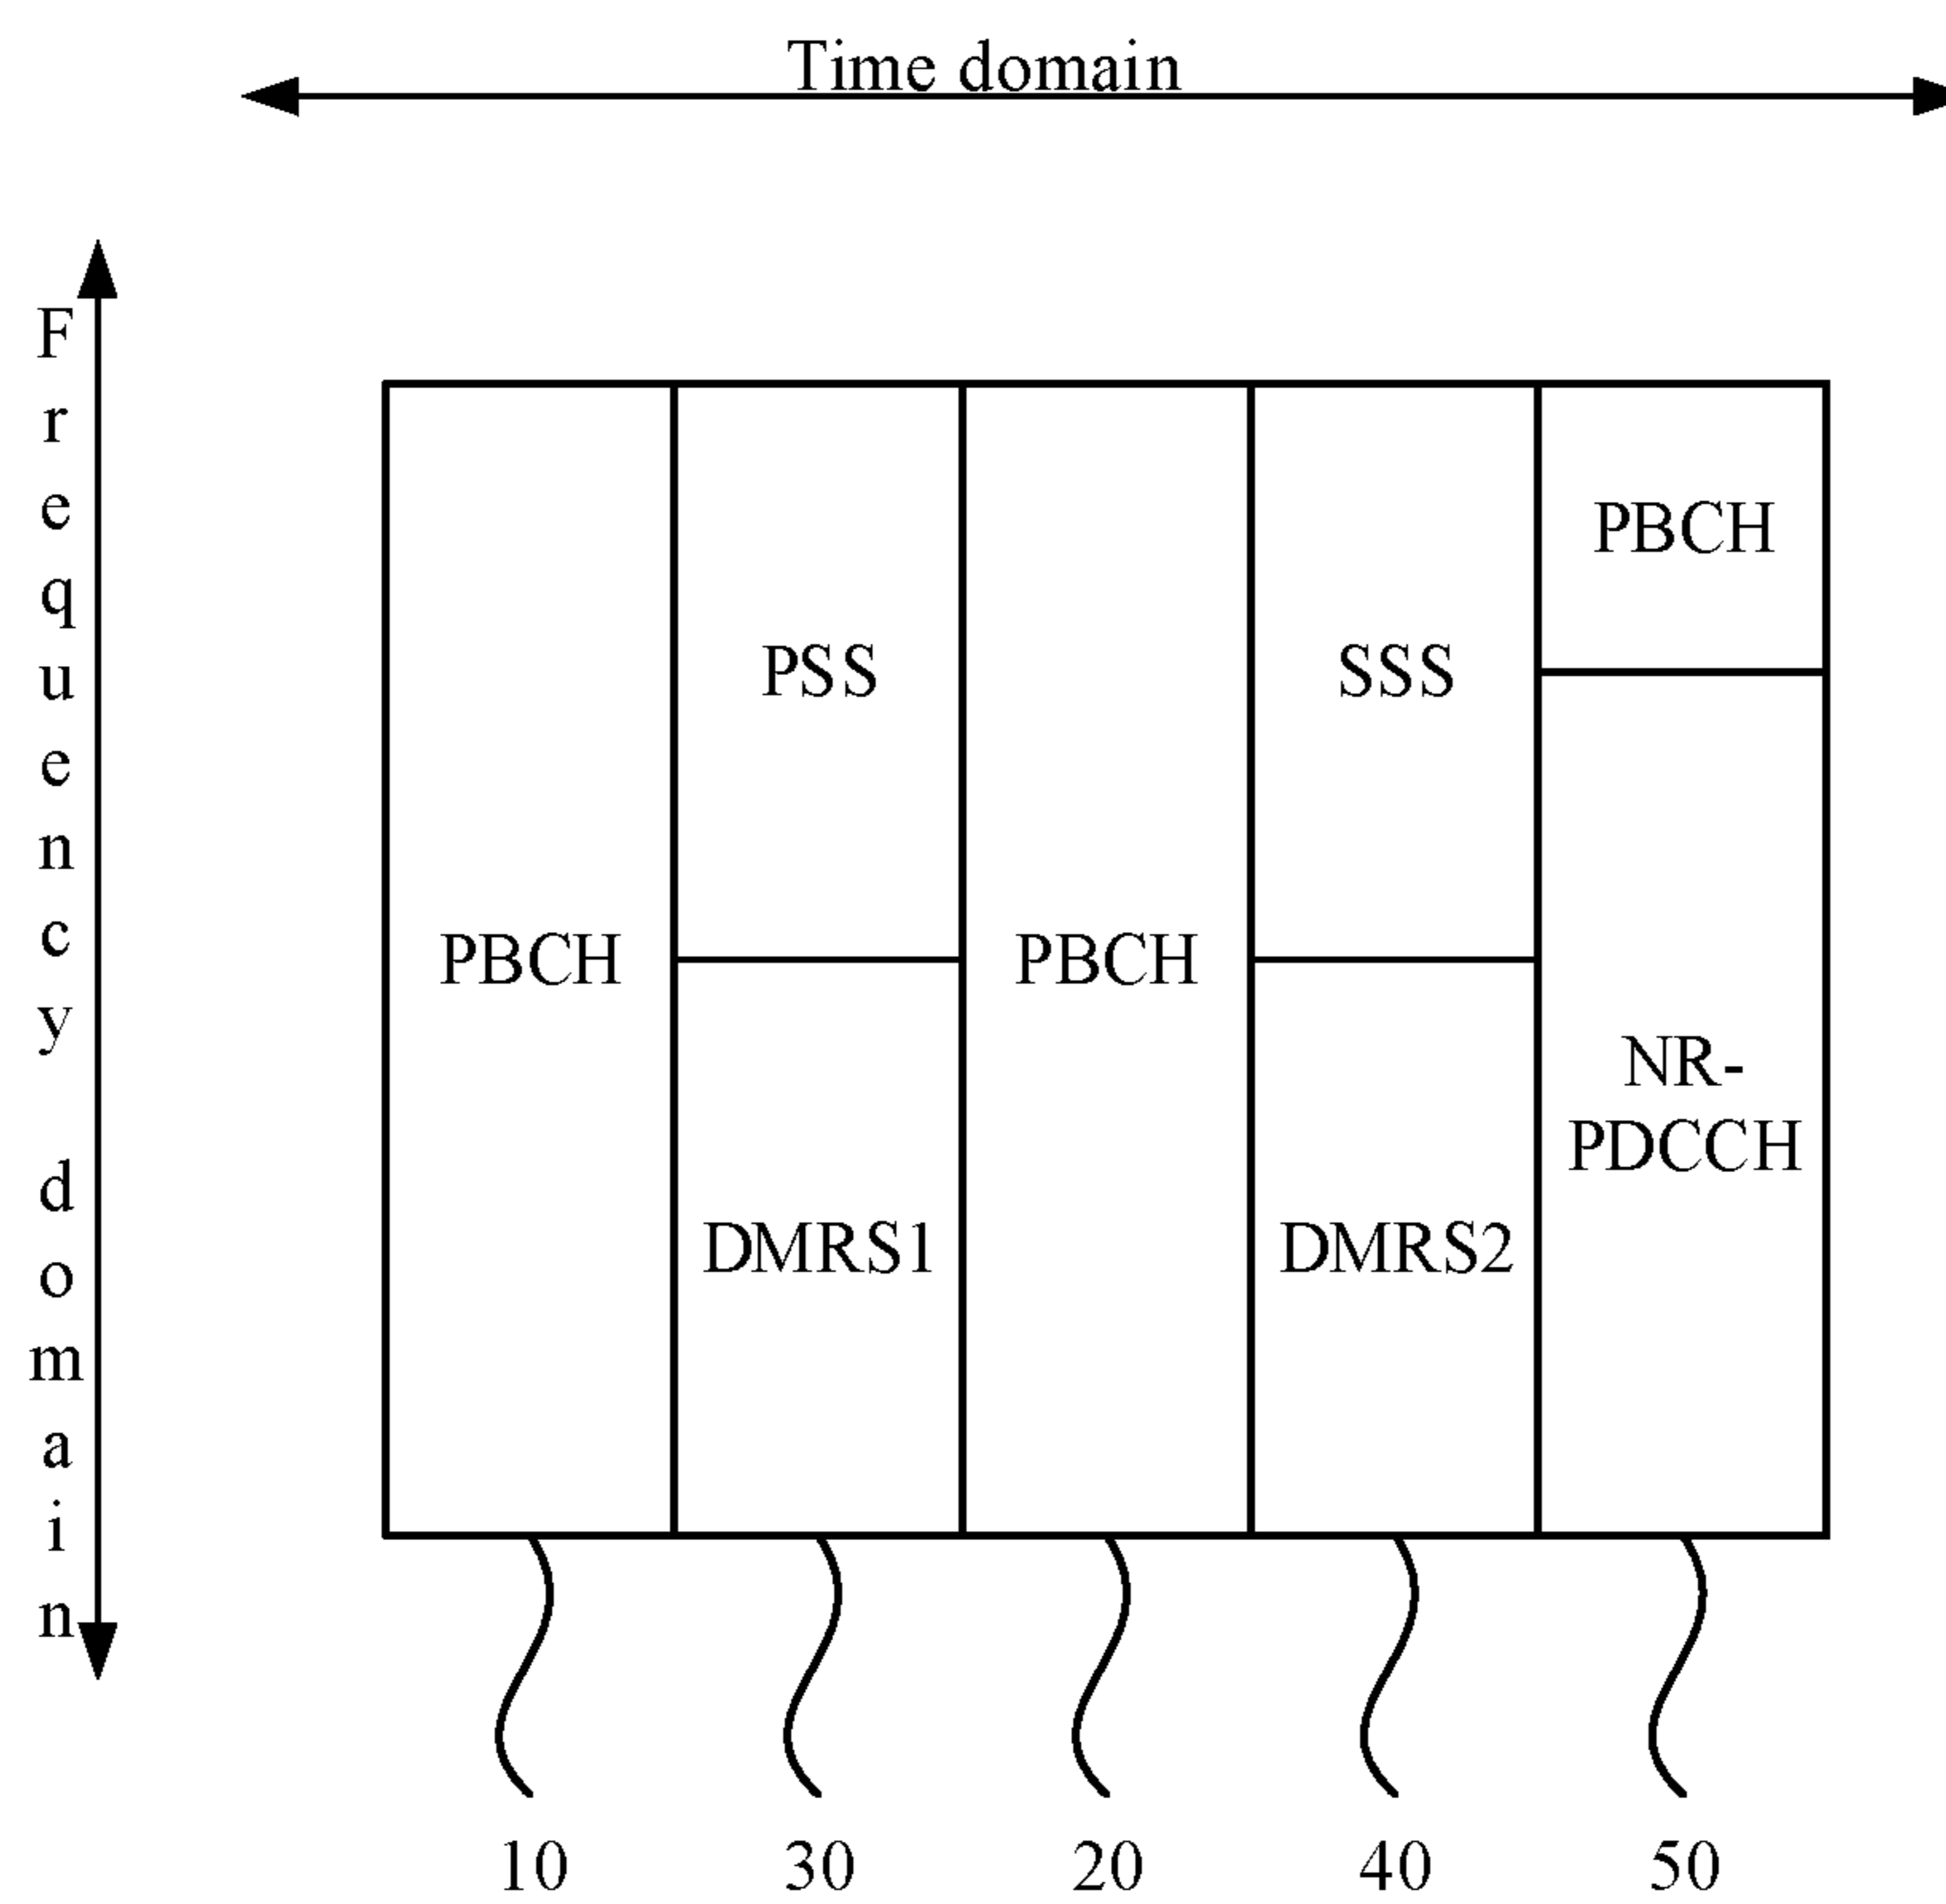 Time domain
Frequency domain
PBCH
PSS
SSS
PBCH
PBCH
NR-
PDCCH
DMRS1
DMRS2
10
30
20
40
50